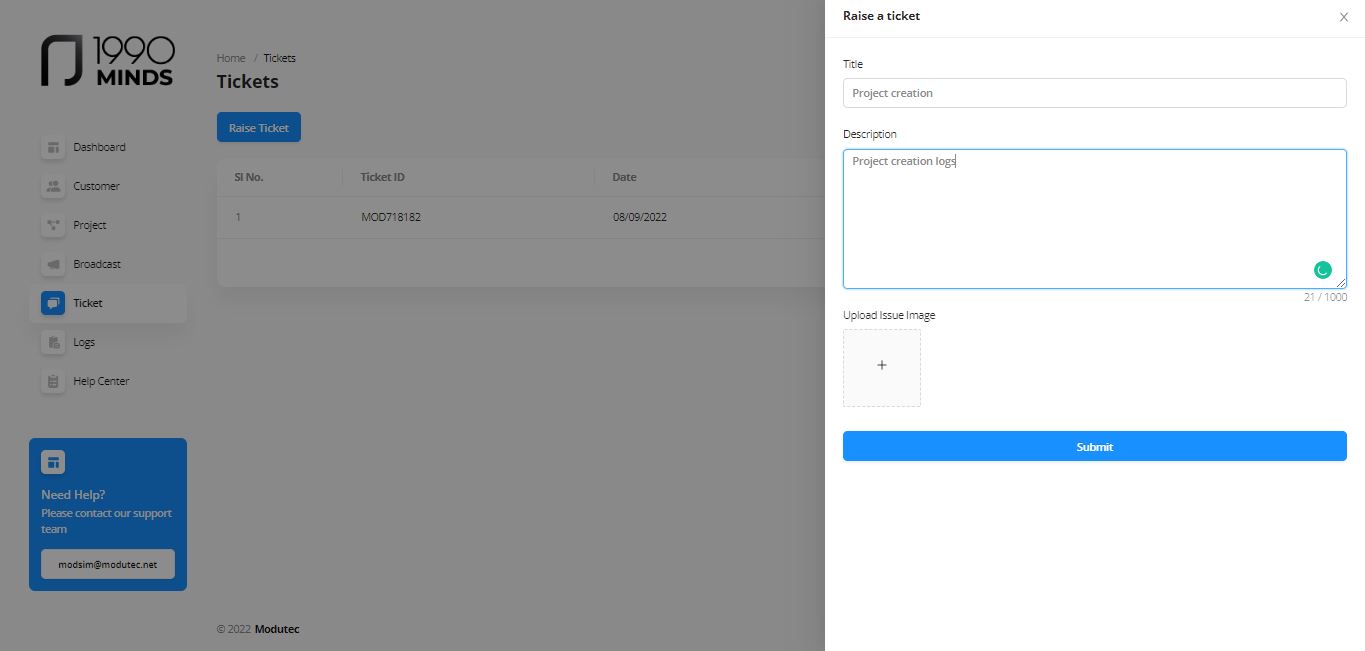 1990
MINDS
Dashboard
Customer
Project
Broadcast
Ticket
Logs
Help Center
Need Help?
Please contact our support
team
modsim@modutec.net
Home / Tickets
Tickets
Raise Ticket
Sl No. Ticket ID Date
1 MOD718182 08/09/2022
© 2022 Modutec
Raise a ticket
Title
Project creation
Description
Project creation logs
21 / 1000
Upload Issue Image
+
Submit